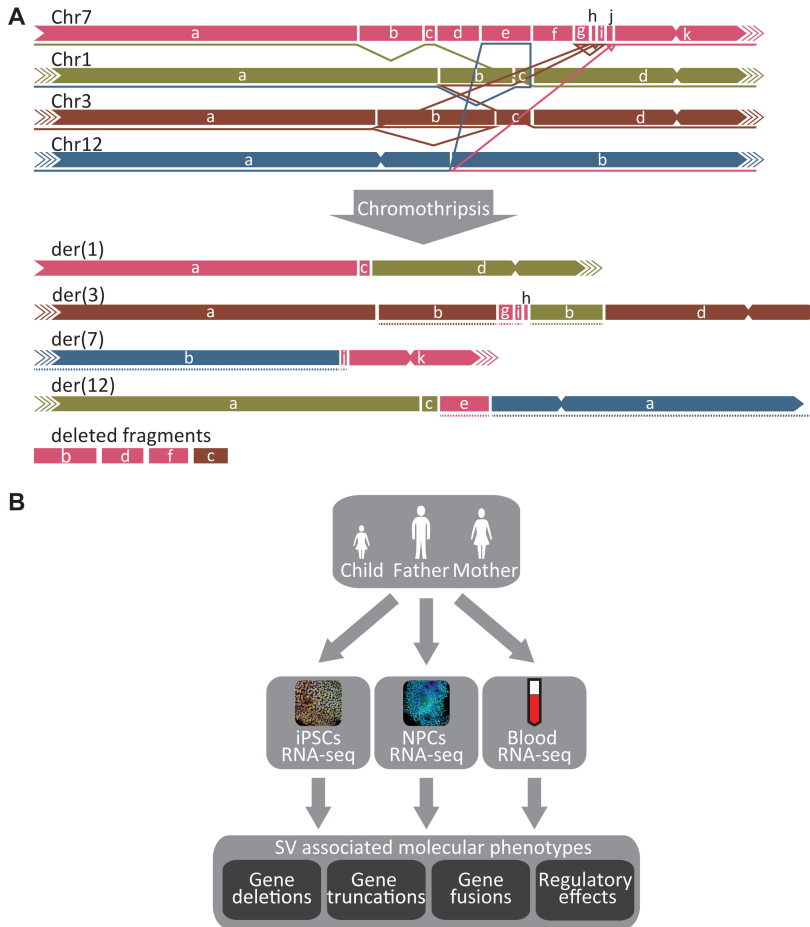 A
Chr7
a b c d e f g h i j k
Chr1
a b c d
Chr3
a b c d
Chr12
a b
Chromothripsis
der(1)
a c d
der(3)
a b g i h b d
der(7)
b j k
der(12)
a c e a
deleted fragments
b d f c
B
Child Father Mother
iPSCs
RNA-seq
NPCs
RNA-seq
Blood
RNA-seq
SV associated molecular phenotypes
Gene
deletions
Gene
truncations
Gene
fusions
Regulatory
effects